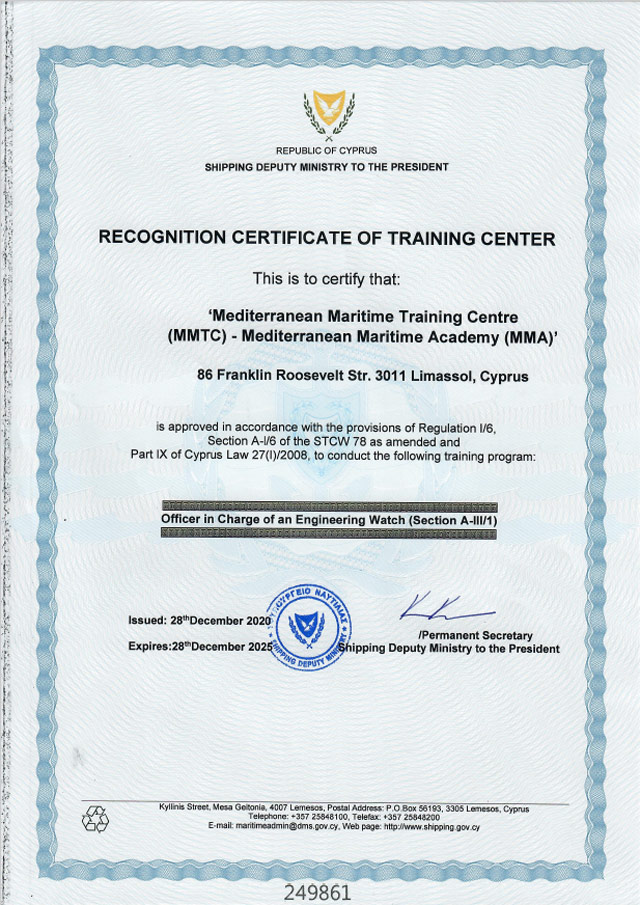 REPUBLIC OF CYPRUS
SHIPPING DEPUTY MINISTRY TO THE PRESIDENT
RECOGNITION CERTIFICATE OF TRAINING CENTER
This is to certify that:
‘Mediterranean Maritime Training Centre
(MMTC) - Mediterranean Maritime Academy (MMA)’
86 Franklin Roosevelt Str. 3011 Limassol, Cyprus
is approved in accordance with the provisions of Regulation I/6,
Section A-I/6 of the STCW 78 as amended and
Part IX of Cyprus Law 27(I)/2008, to conduct the following training program:
Officer in Charge of an Engineering Watch (Section A-III/1)
ΥΦΥΠΟΥΡΓΕΙΟ ΝΑΥΤΙΛΙΑΣ
SHIPPING DEPUTY MINISTRY
Issued: 28thDecember 2020
/Permanent Secretary
Expires:28thDecember 2025
Shipping Deputy Ministry to the President
Kyllinis Street, Mesa Geitonia, 4007 Lemesos, Postal Address: P.O.Box 56193, 3305 Lemesos, Cyprus
Telephone: +357 25848100, Telefax: +357 25848200
E-mail: maritimeadmin@dms.gov.cy, Web page: http://www.shipping.gov.cy
249861